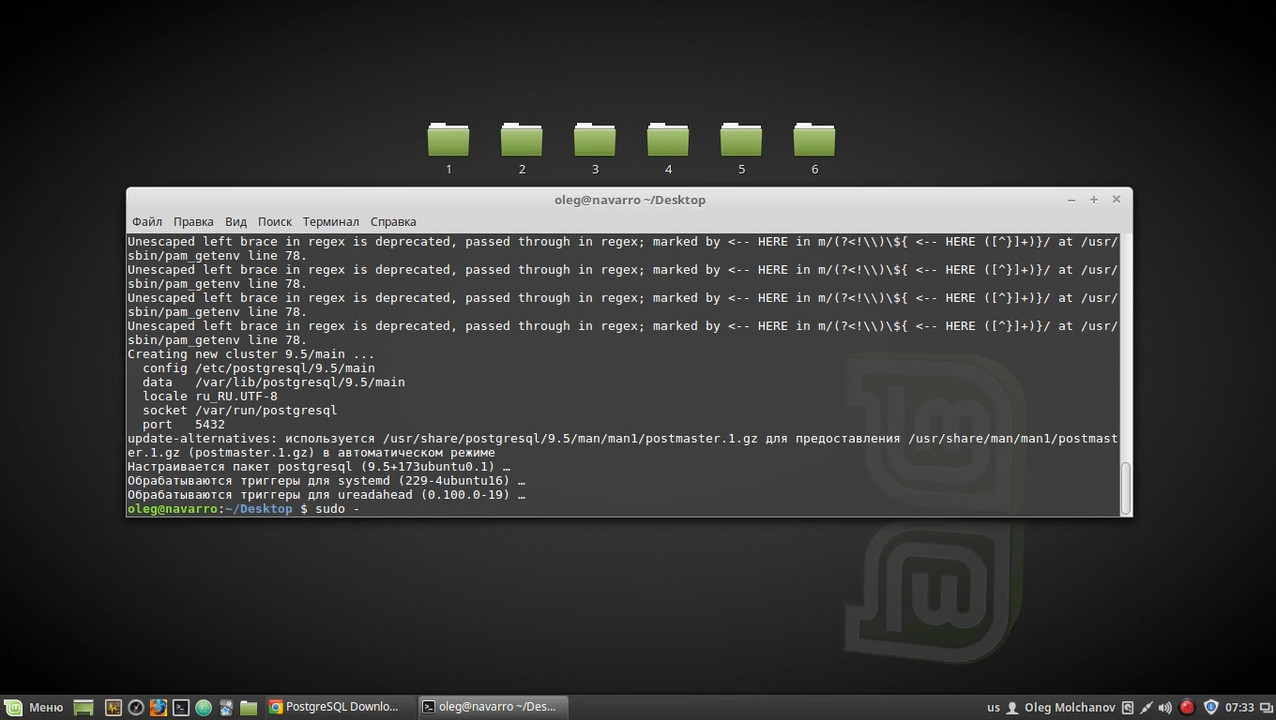 1 2 3 4 5 6
oleg@navarro ~/Desktop
Файл Правка Вид Поиск Терминал Справка
Unescaped left brace in regex is deprecated, passed through in regex; marked by <-- HERE in m/(?<!\\)\${ <-- HERE ([^}]+)}/ at /usr/
sbin/pam_getenv line 78.
Unescaped left brace in regex is deprecated, passed through in regex; marked by <-- HERE in m/(?<!\\)\${ <-- HERE ([^}]+)}/ at /usr/
sbin/pam_getenv line 78.
Unescaped left brace in regex is deprecated, passed through in regex; marked by <-- HERE in m/(?<!\\)\${ <-- HERE ([^}]+)}/ at /usr/
sbin/pam_getenv line 78.
Unescaped left brace in regex is deprecated, passed through in regex; marked by <-- HERE in m/(?<!\\)\${ <-- HERE ([^}]+)}/ at /usr/
sbin/pam_getenv line 78.
Creating new cluster 9.5/main ...
config /etc/postgresql/9.5/main
data /var/lib/postgresql/9.5/main
locale ru_RU.UTF-8
socket /var/run/postgresql
port 5432
update-alternatives: используется /usr/share/postgresql/9.5/man/man1/postmaster.1.gz для предоставления /usr/share/man/man1/postmast
er.1.gz (postmaster.1.gz) в автоматическом режиме
Настраивается пакет postgresql (9.5+173ubuntu0.1) …
Обрабатываются триггеры для systemd (229-4ubuntu16) …
Обрабатываются триггеры для ureadahead (0.100.0-19) …
oleg@navarro:~/Desktop $ sudo -
Меню PostgreSQL Downlo... oleg@navarro ~/Des... us Oleg Molchanov 07:33